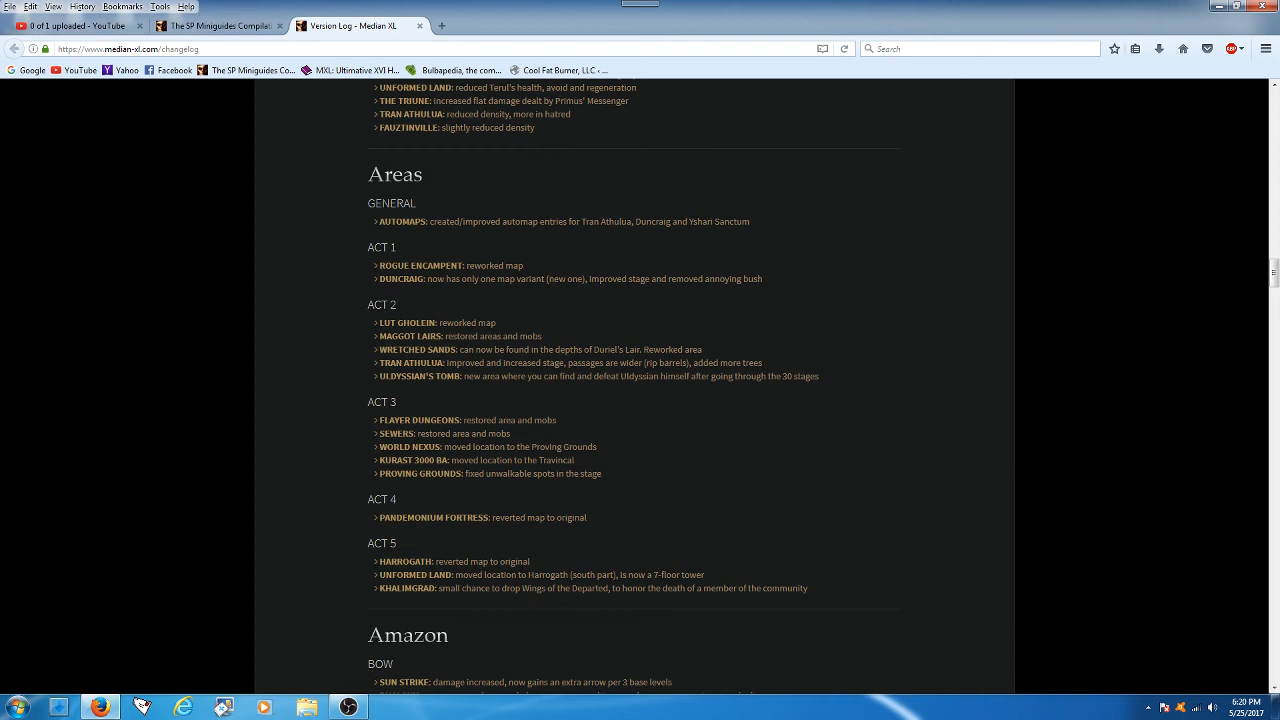 File Edit View History Bookmarks Tools Help
0 of 1 uploaded - YouTube × The SP Miniguides Compilati × Version Log - Median XL × +
https://www.median-xl.com/changelog Search
Google YouTube Yahoo Facebook The SP Miniguides Co... MXL: Ultimative XVI H... Bulbapedia, the com... Cool Fat Burner, LLC -...
> UNFORMED LAND: reduced Terul's health, avoid and regeneration
> THE TRIUNE: increased flat damage dealt by Primus' Messenger
> TRAN ATHULUA: reduced density, more in hatred
> FAUZTINVILLE: slightly reduced density
Areas
GENERAL
> AUTOMAPS: created/improved automap entries for Tran Athulua, Duncraig and Yshari Sanctum
ACT 1
> ROGUE ENCAMPENT: reworked map
> DUNCRAIG: now has only one map variant (new one), improved stage and removed annoying bush
ACT 2
> LUT GHOLEIN: reworked map
> MAGGOT LAIRS: restored areas and mobs
> WRETCHED SANDS: can now be found in the depths of Duriel's Lair. Reworked area
> TRAN ATHULUA: improved and increased stage, passages are wider (rip barrels), added more trees
> ULDYSSIAN'S TOMB: new area where you can find and defeat Uldyssian himself after going through the 30 stages
ACT 3
> FLAYER DUNGEONS: restored area and mobs
> SEWERS: restored area and mobs
> WORLD NEXUS: moved location to the Proving Grounds
> KURAST 3000 BA: moved location to the Travincal
> PROVING GROUNDS: fixed unwalkable spots in the stage
ACT 4
> PANDEMONIUM FORTRESS: reverted map to original
ACT 5
> HARROGATH: reverted map to original
> UNFORMED LAND: moved location to Harrogath (south part), is now a 7-floor tower
> KHALIMGRAD: small chance to drop Wings of the Departed, to honor the death of a member of the community
Amazon
BOW
> SUN STRIKE: damage increased, now gains an extra arrow per 3 base levels
6:20 PM
5/25/2017